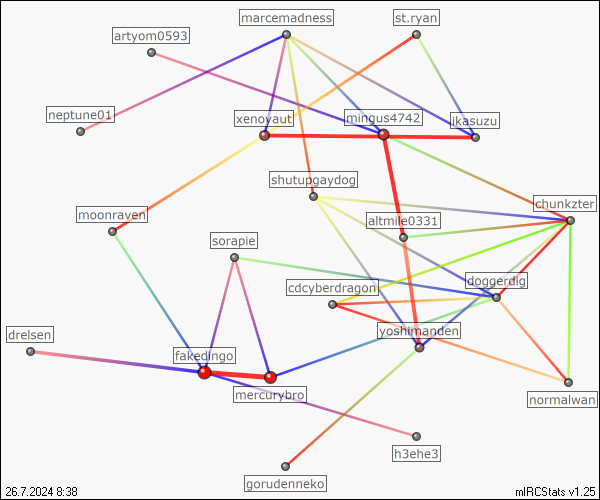 marcemadness
st.ryan
artyom0593
neptune01
xenovaut
mingus4742
ikasuzu
shutupgaydog
chunkzter
moonraven
altmile0331
sorapie
cdcyberdragon
doggerdig
drelsen
fakedingo
yoshimanden
mercurybro
normalwan
h3ehe3
gorudenneko
26.7.2024 8:38
mIRCStats v1.25